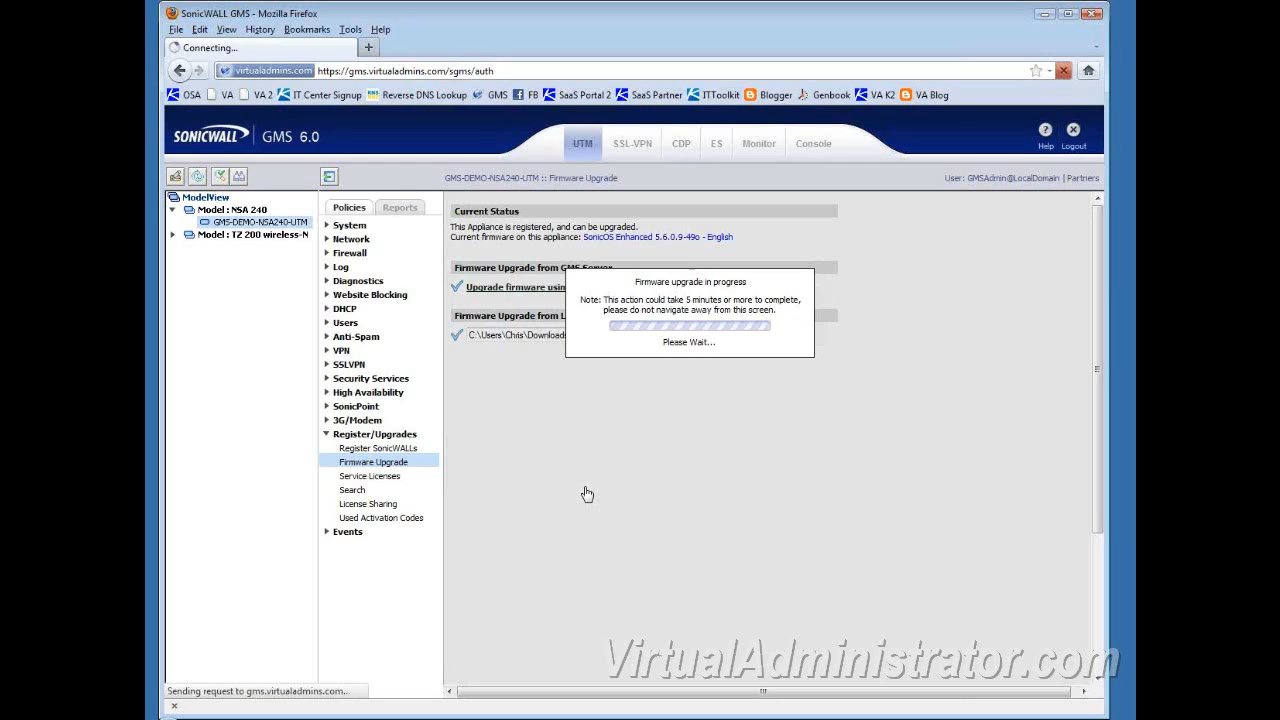 SonicWALL GMS - Mozilla Firefox
File Edit View History Bookmarks Tools Help
Connecting...
virtualadmins.com https://gms.virtualadmins.com/sgms/auth
OSA VA VA 2 IT Center Signup Reverse DNS Lookup GMS FB SaaS Portal 2 SaaS Partner ITToolkit Blogger Genbook VA K2 VA Blog
SONICWALL GMS 6.0
UTM SSL-VPN CDP ES Monitor Console
Help Logout
GMS-DEMO-NSA240-UTM :: Firmware Upgrade
User: GMSAdmin@LocalDomain | Partners
ModelView
Model : NSA 240
GMS-DEMO-NSA240-UTM
Model : TZ 200 wireless-N
Policies Reports
System
Network
Firewall
Log
Diagnostics
Website Blocking
DHCP
Users
Anti-Spam
VPN
SSLVPN
Security Services
High Availability
SonicPoint
3G/Modem
Register/Upgrades
Register SonicWALLs
Firmware Upgrade
Service Licenses
Search
License Sharing
Used Activation Codes
Events
Current Status
This Appliance is registered, and can be upgraded.
Current firmware on this appliance: SonicOS Enhanced 5.6.0.9-49o - English
Firmware Upgrade from GMS Server
Upgrade firmware usin
Firmware Upgrade from L
C:\Users\Chris\Download
Firmware upgrade in progress
Note: This action could take 5 minutes or more to complete,
please do not navigate away from this screen.
Please Wait...
VirtualAdministrator.com
Sending request to gms.virtualadmins.com...